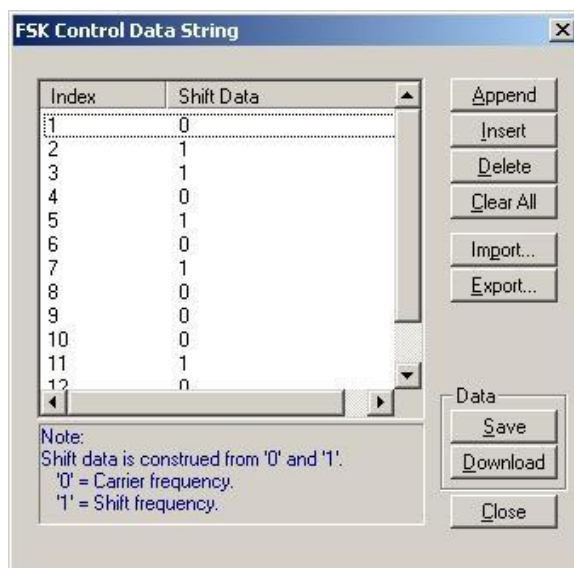 FSK Control Data String
Index Shift Data
1 0
2 1
3 1
4 0
5 1
6 0
7 1
8 0
9 0
10 0
11 1
12 0
Note:
Shift data is construed from '0' and '1'.
'0' = Carrier frequency.
'1' = Shift frequency.
Append
Insert
Delete
Clear All
Import...
Export...
Data
Save
Download
Close